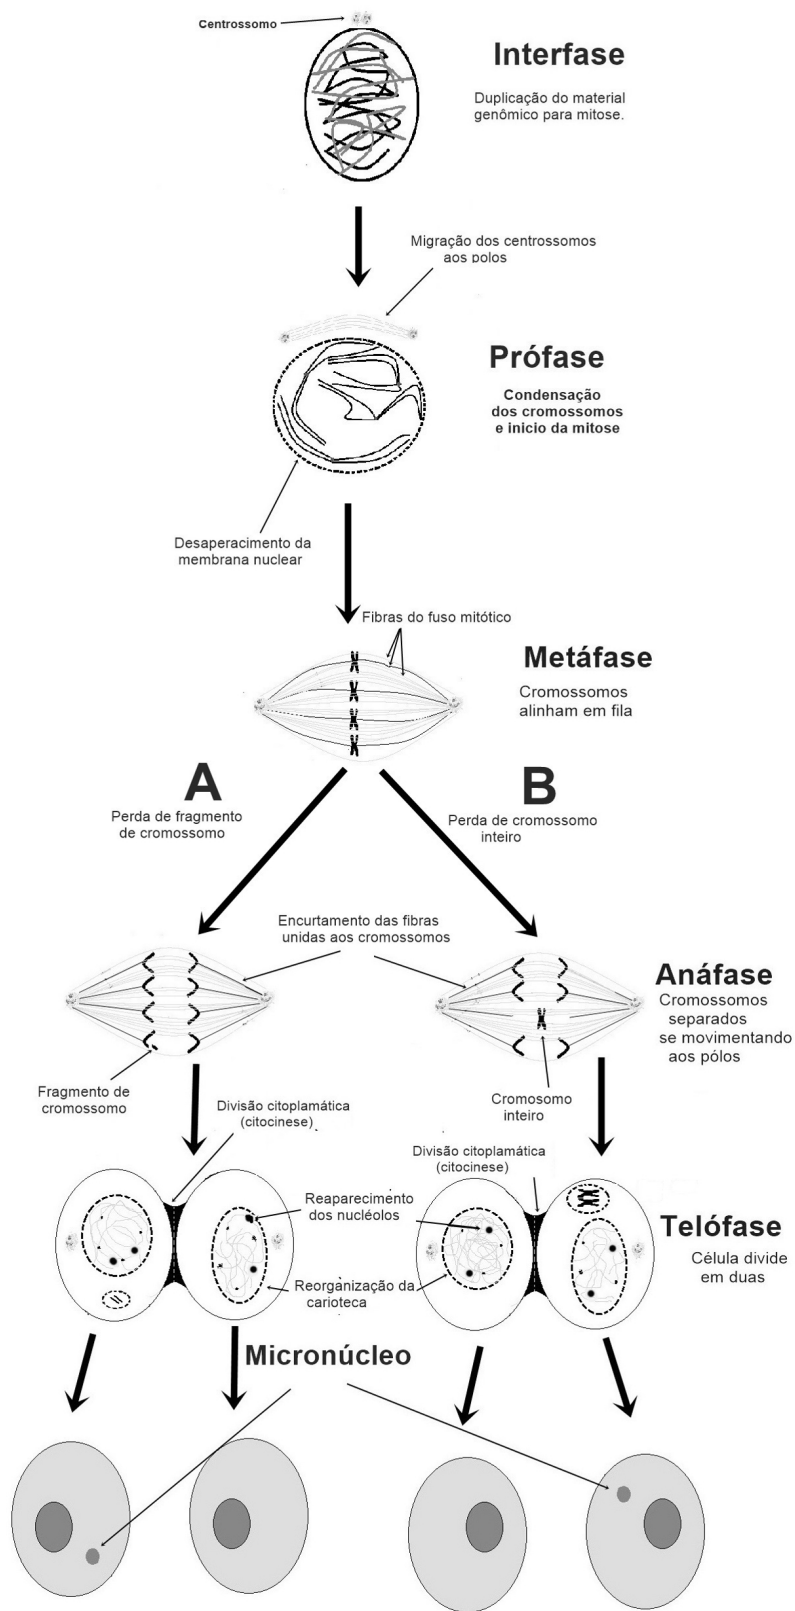 Centrossomo
Interfase
Duplicação do material
genômico para mitose.
Migração dos centrossomos
aos polos
Prófase
Condensação
dos cromossomos
e inicio da mitose
Desaperacimento da
membrana nuclear
Fibras do fuso mitótico
Metáfase
Cromossomos
alinham em fila
A
Perda de fragmento
de cromossomo
B
Perda de cromossomo
inteiro
Encurtamento das fibras
unidas aos cromossomos
Anáfase
Cromossomos
separados
se movimentando
aos pólos
Fragmento de
cromossomo
Cromosomo
inteiro
Divisão citoplamática
(citocinese)
Divisão citoplamática
(citocinese)
Reaparecimento
dos nucléolos
Telófase
Célula divide
em duas
Reorganização da
carioteca
Micronúcleo